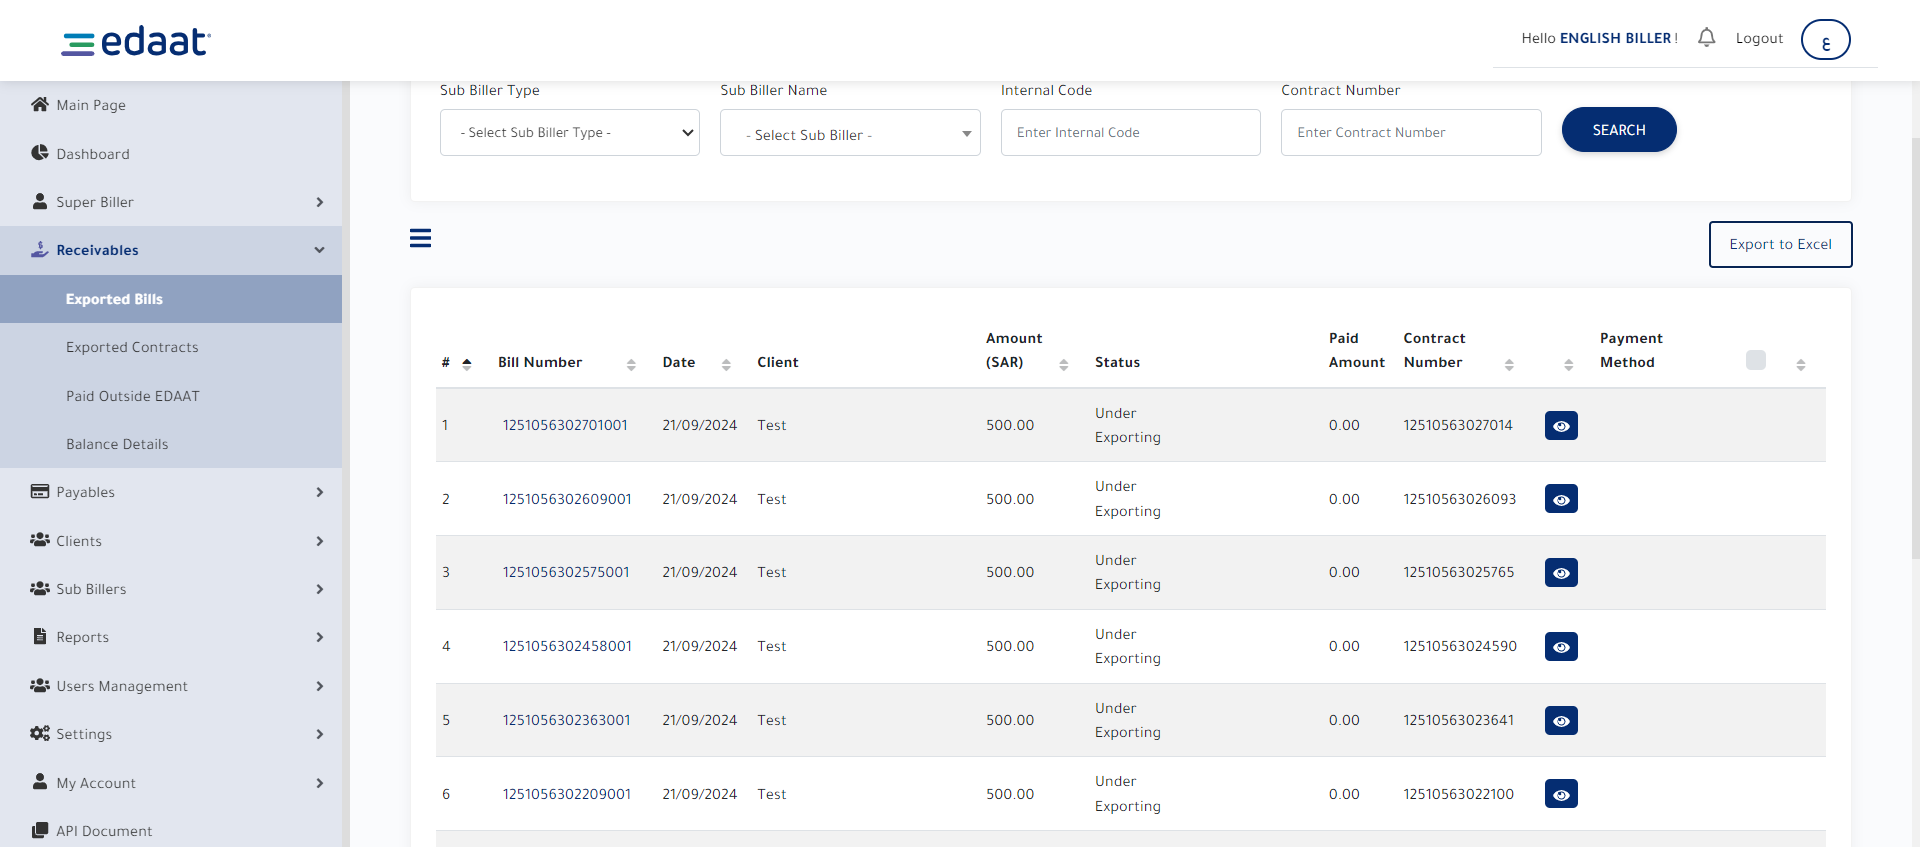 edaat
Hello ENGLISH BILLER !
Logout
ع
Main Page
Dashboard
Super Biller
Receivables
Exported Bills
Exported Contracts
Paid Outside EDAAT
Balance Details
Payables
Clients
Sub Billers
Reports
Users Management
Settings
My Account
API Document
Sub Biller Type Sub Biller Name Internal Code Contract Number
- Select Sub Biller Type - - Select Sub Biller - Enter Internal Code Enter Contract Number SEARCH
Export to Excel
# Bill Number Date Client Amount (SAR) Status Paid Amount Contract Number Payment Method
1 1251056302701001 21/09/2024 Test 500.00 Under Exporting 0.00 12510563027014
2 1251056302609001 21/09/2024 Test 500.00 Under Exporting 0.00 12510563026093
3 1251056302575001 21/09/2024 Test 500.00 Under Exporting 0.00 12510563025765
4 1251056302458001 21/09/2024 Test 500.00 Under Exporting 0.00 12510563024590
5 1251056302363001 21/09/2024 Test 500.00 Under Exporting 0.00 12510563023641
6 1251056302209001 21/09/2024 Test 500.00 Under Exporting 0.00 12510563022100